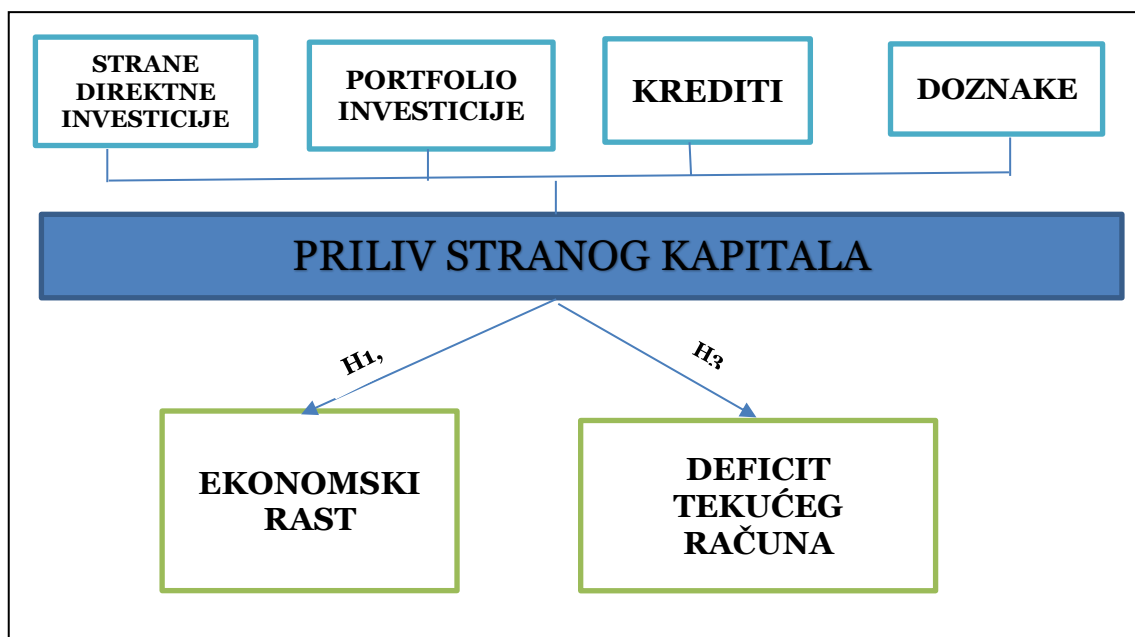 STRANE
DIREKTNE
INVESTICIJE
PORTFOLIO
INVESTICIJE
KREDITI
DOZNAKE
PRILIV STRANOG KAPITALA
H1,
H3
EKONOMSKI
RAST
DEFICIT
TEKUĆEG
RAČUNA